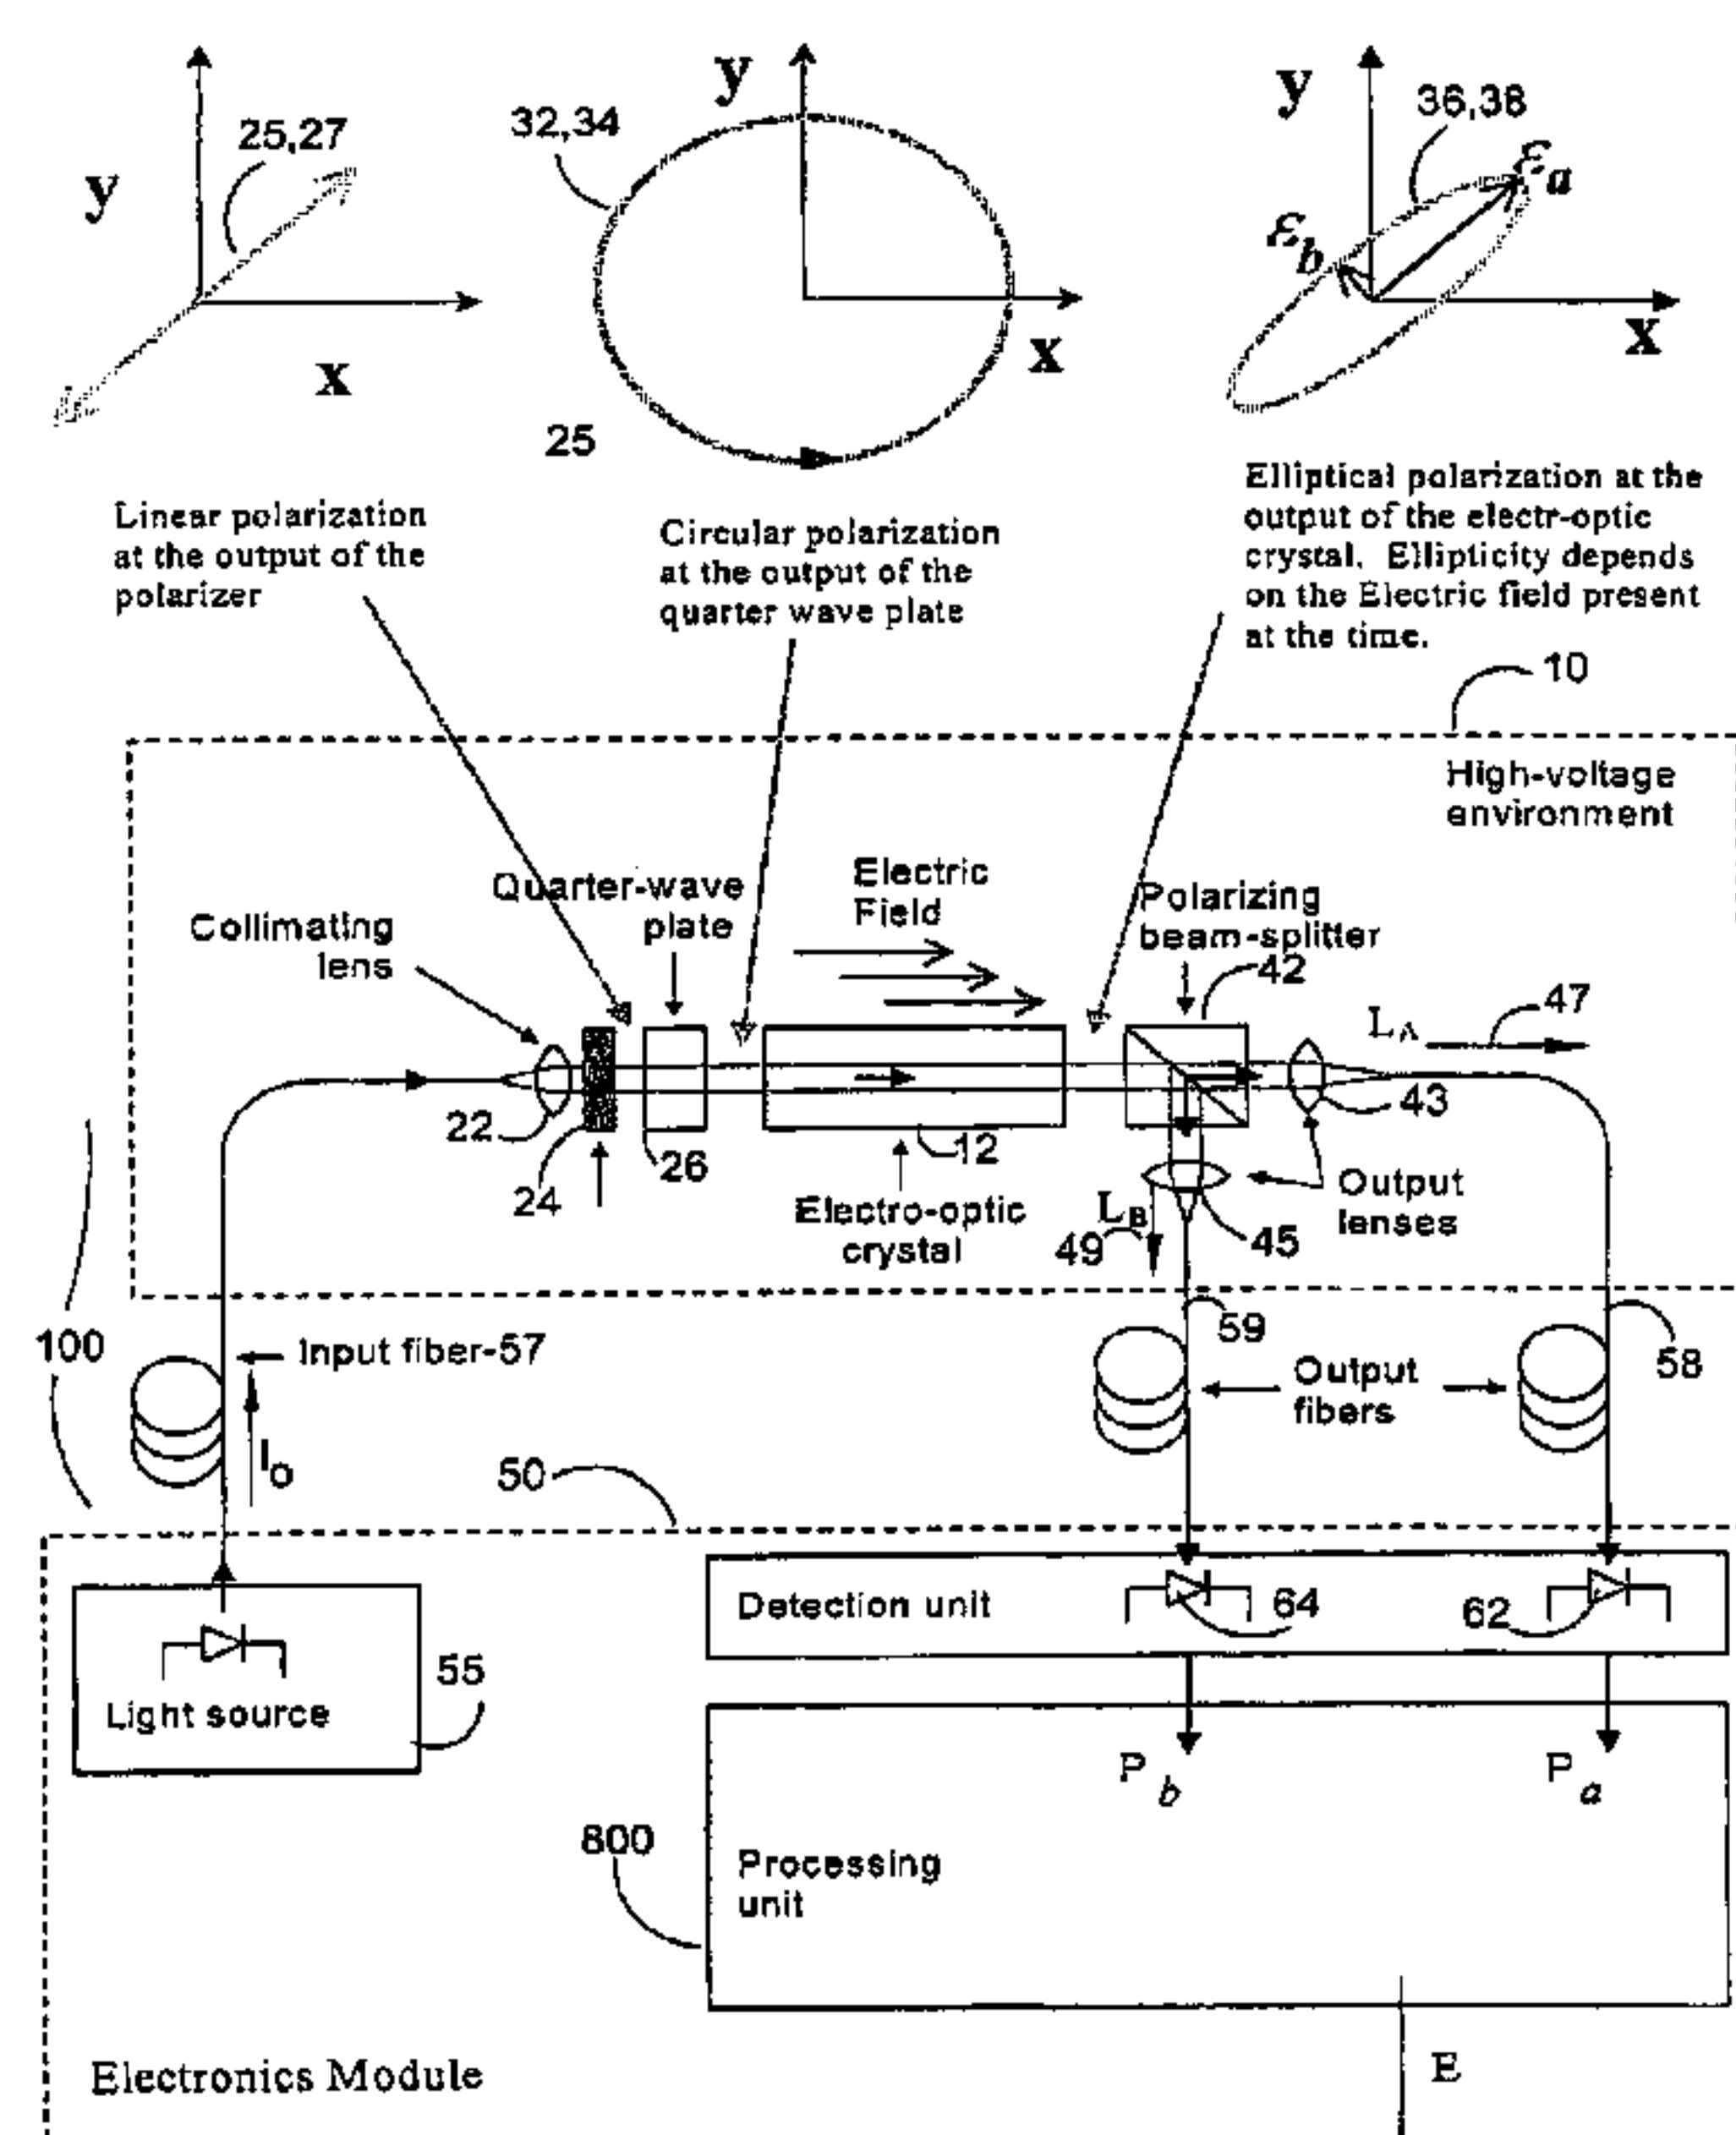 y
25,27
x
32,34
y
x
25
y
36,38
εa
εb
x
Linear polarization
at the output of the
polarizer
Circular polarization
at the output of the
quarter wave plate
Elliptical polarization at the
output of the electr-optic
crystal. Ellipticity depends
on the Electric field present
at the time.
10
High-voltage
environment
Collimating
lens
Quarter-wave
plate
Electric
Field
Polarizing
beam-splitter
42
LA
47
22
24
26
12
43
Electro-optic
crystal
LB
49
45
Output
lenses
100
Input fiber-57
IO
59
58
Output
fibers
50
Light source
55
Detection unit
64
62
Pb
Pa
800
Processing
unit
Electronics Module
E